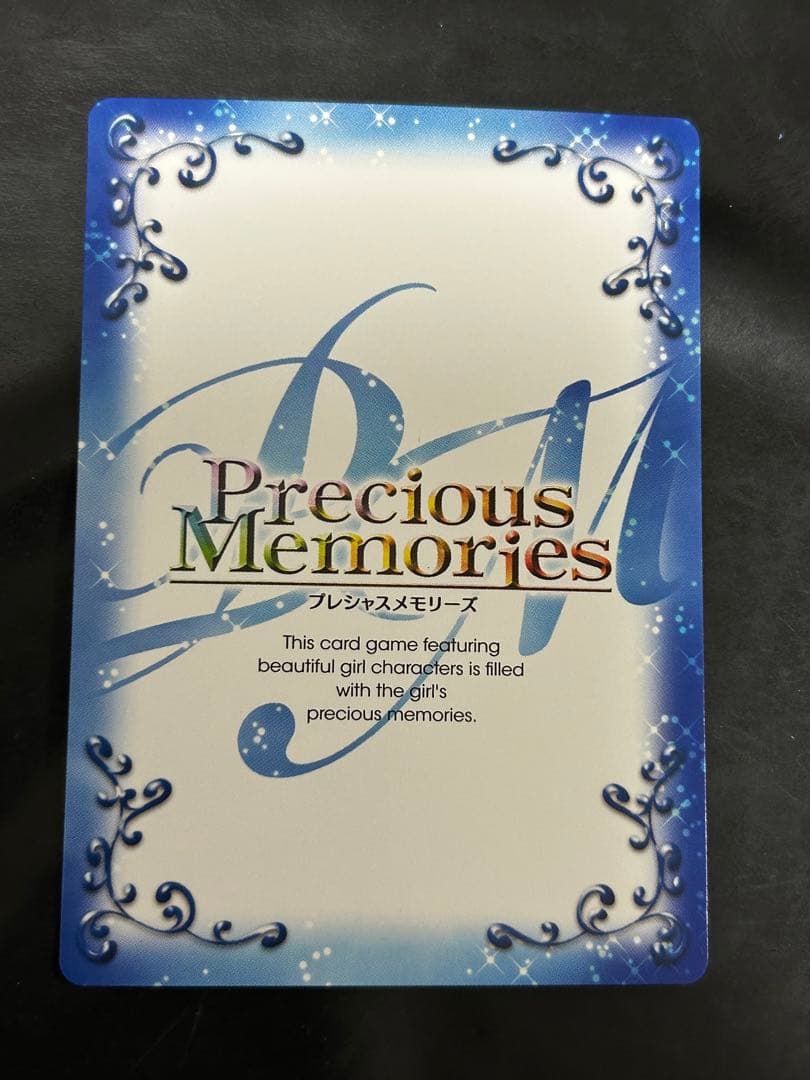 PM
Precious
Memories
プレシャスメモリーズ
This card game featuring
beautiful girl characters is filled
with the girl's
precious memories.